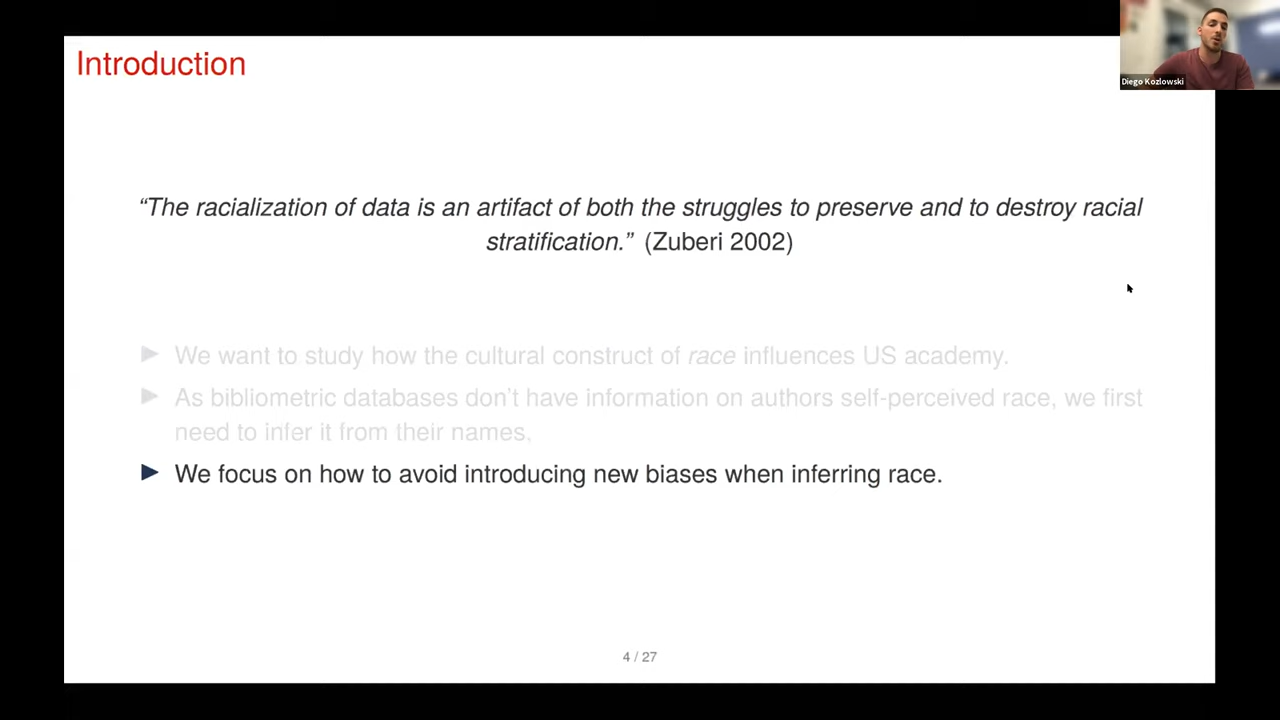 Introduction
Diego Kozlowski
“The racialization of data is an artifact of both the struggles to preserve and to destroy racial
stratification.” (Zuberi 2002)
We want to study how the cultural construct of race influences US academy.
As bibliometric databases don’t have information on authors self-perceived race, we first
need to infer it from their names.
We focus on how to avoid introducing new biases when inferring race.
4 / 27